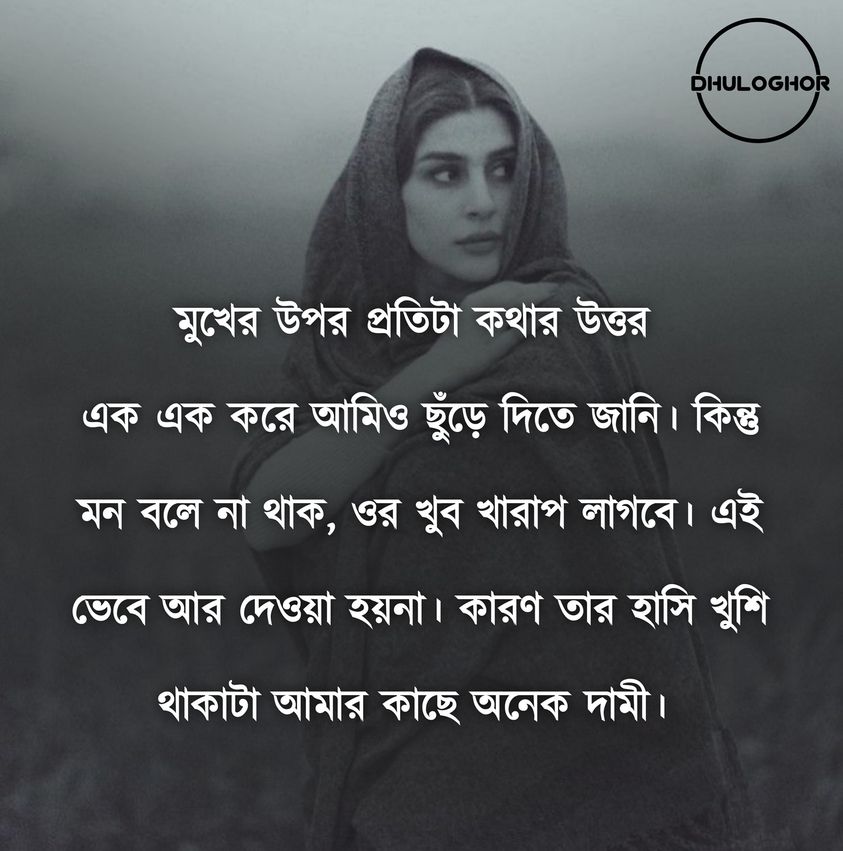 DHULOGHOR
মুখের উপর প্রতিটা কথার উত্তর
এক এক করে আমিও ছুঁড়ে দিতে জানি। কিন্তু
মন বলে না থাক, ওর খুব খারাপ লাগবে। এই
ভেবে আর দেওয়া হয়না। কারণ তার হাসি খুশি
থাকাটা আমার কাছে অনেক দামী।